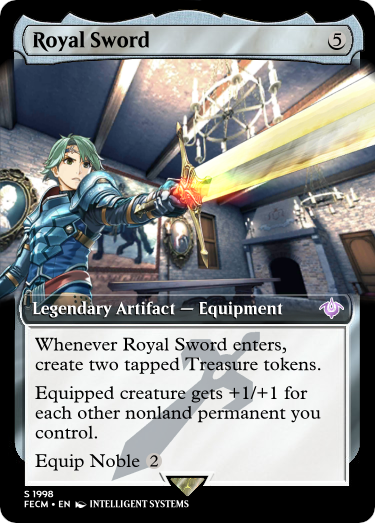 Royal Sword 5
Legendary Artifact — Equipment
Whenever Royal Sword enters,
create two tapped Treasure tokens.
Equipped creature gets +1/+1 for
each other nonland permanent you
control.
Equip Noble 2
S 1998
FECM • EN INTELLIGENT SYSTEMS